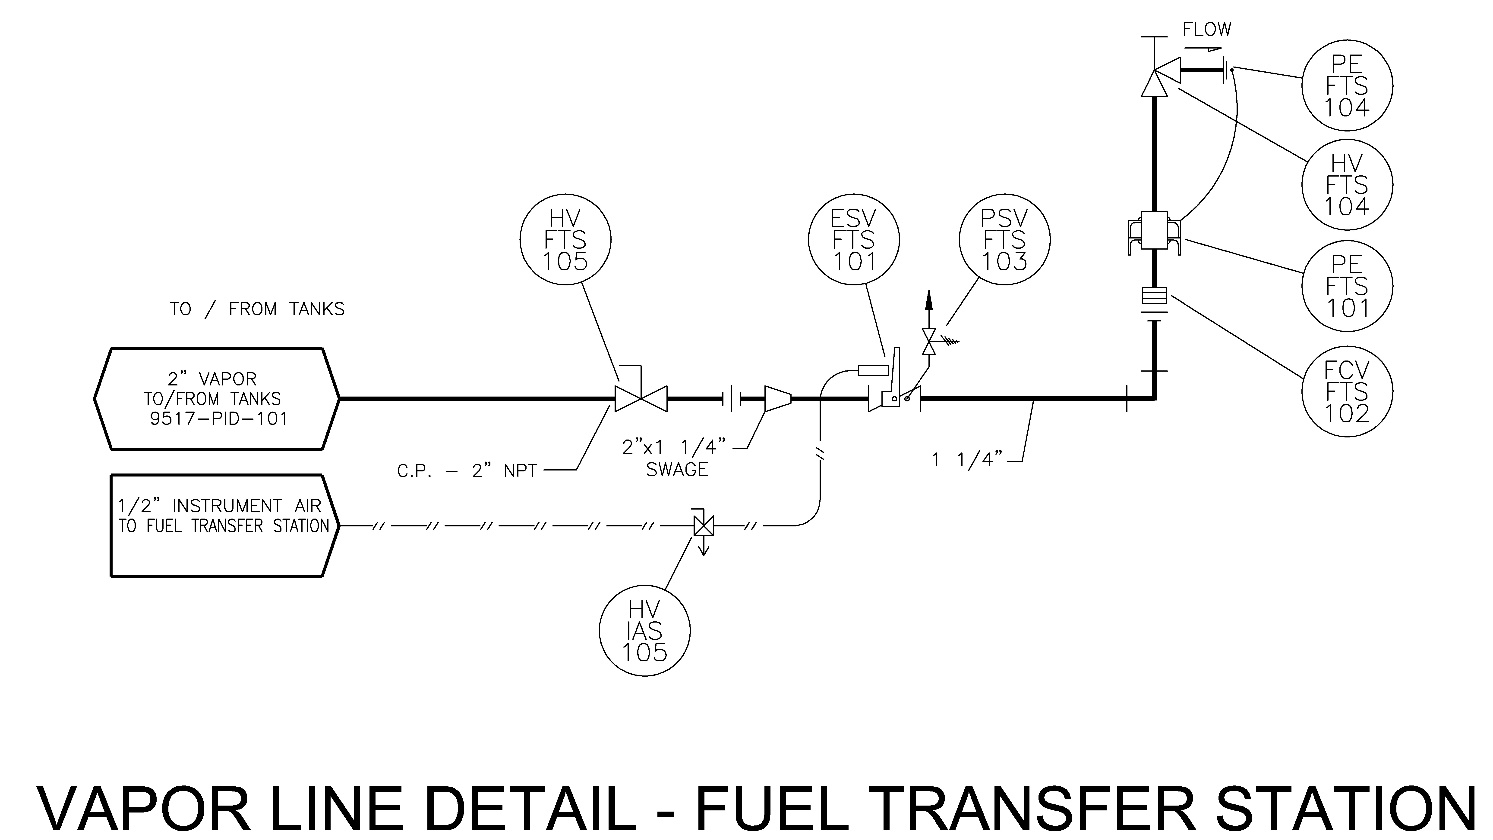 FLOW
PE
FTS
104
HV
FTS
104
HV
FTS
105
ESV
FTS
101
PSV
FTS
103
PE
FTS
101
TO / FROM TANKS
2" VAPOR
TO/FROM TANKS
9517-PID-101
FCV
FTS
102
C.P. - 2" NPT
2"x1 1/4"
SWAGE
1 1/4"
1/2" INSTRUMENT AIR
TO FUEL TRANSFER STATION
HV
IAS
105
VAPOR LINE DETAIL - FUEL TRANSFER STATION